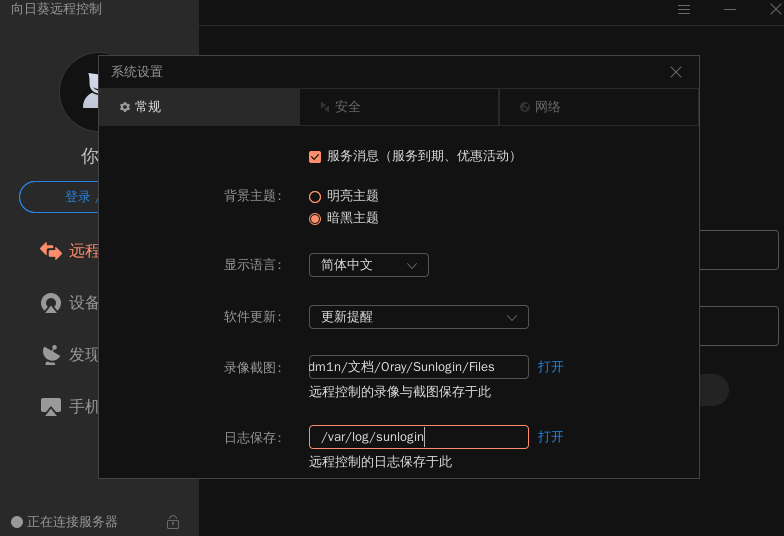 向日葵远程控制
系统设置
常规
安全
网络
服务消息（服务到期、优惠活动）
你
背景主题：
明亮主题
登录 /
暗黑主题
远程
显示语言：
简体中文
设备
软件更新：
更新提醒
发现
录像截图：
dm1n/文档/Oray/Sunlogin/Files
打开
远程控制的录像与截图保存于此
手机
日志保存：
/var/log/sunlogin
打开
远程控制的日志保存于此
正在连接服务器